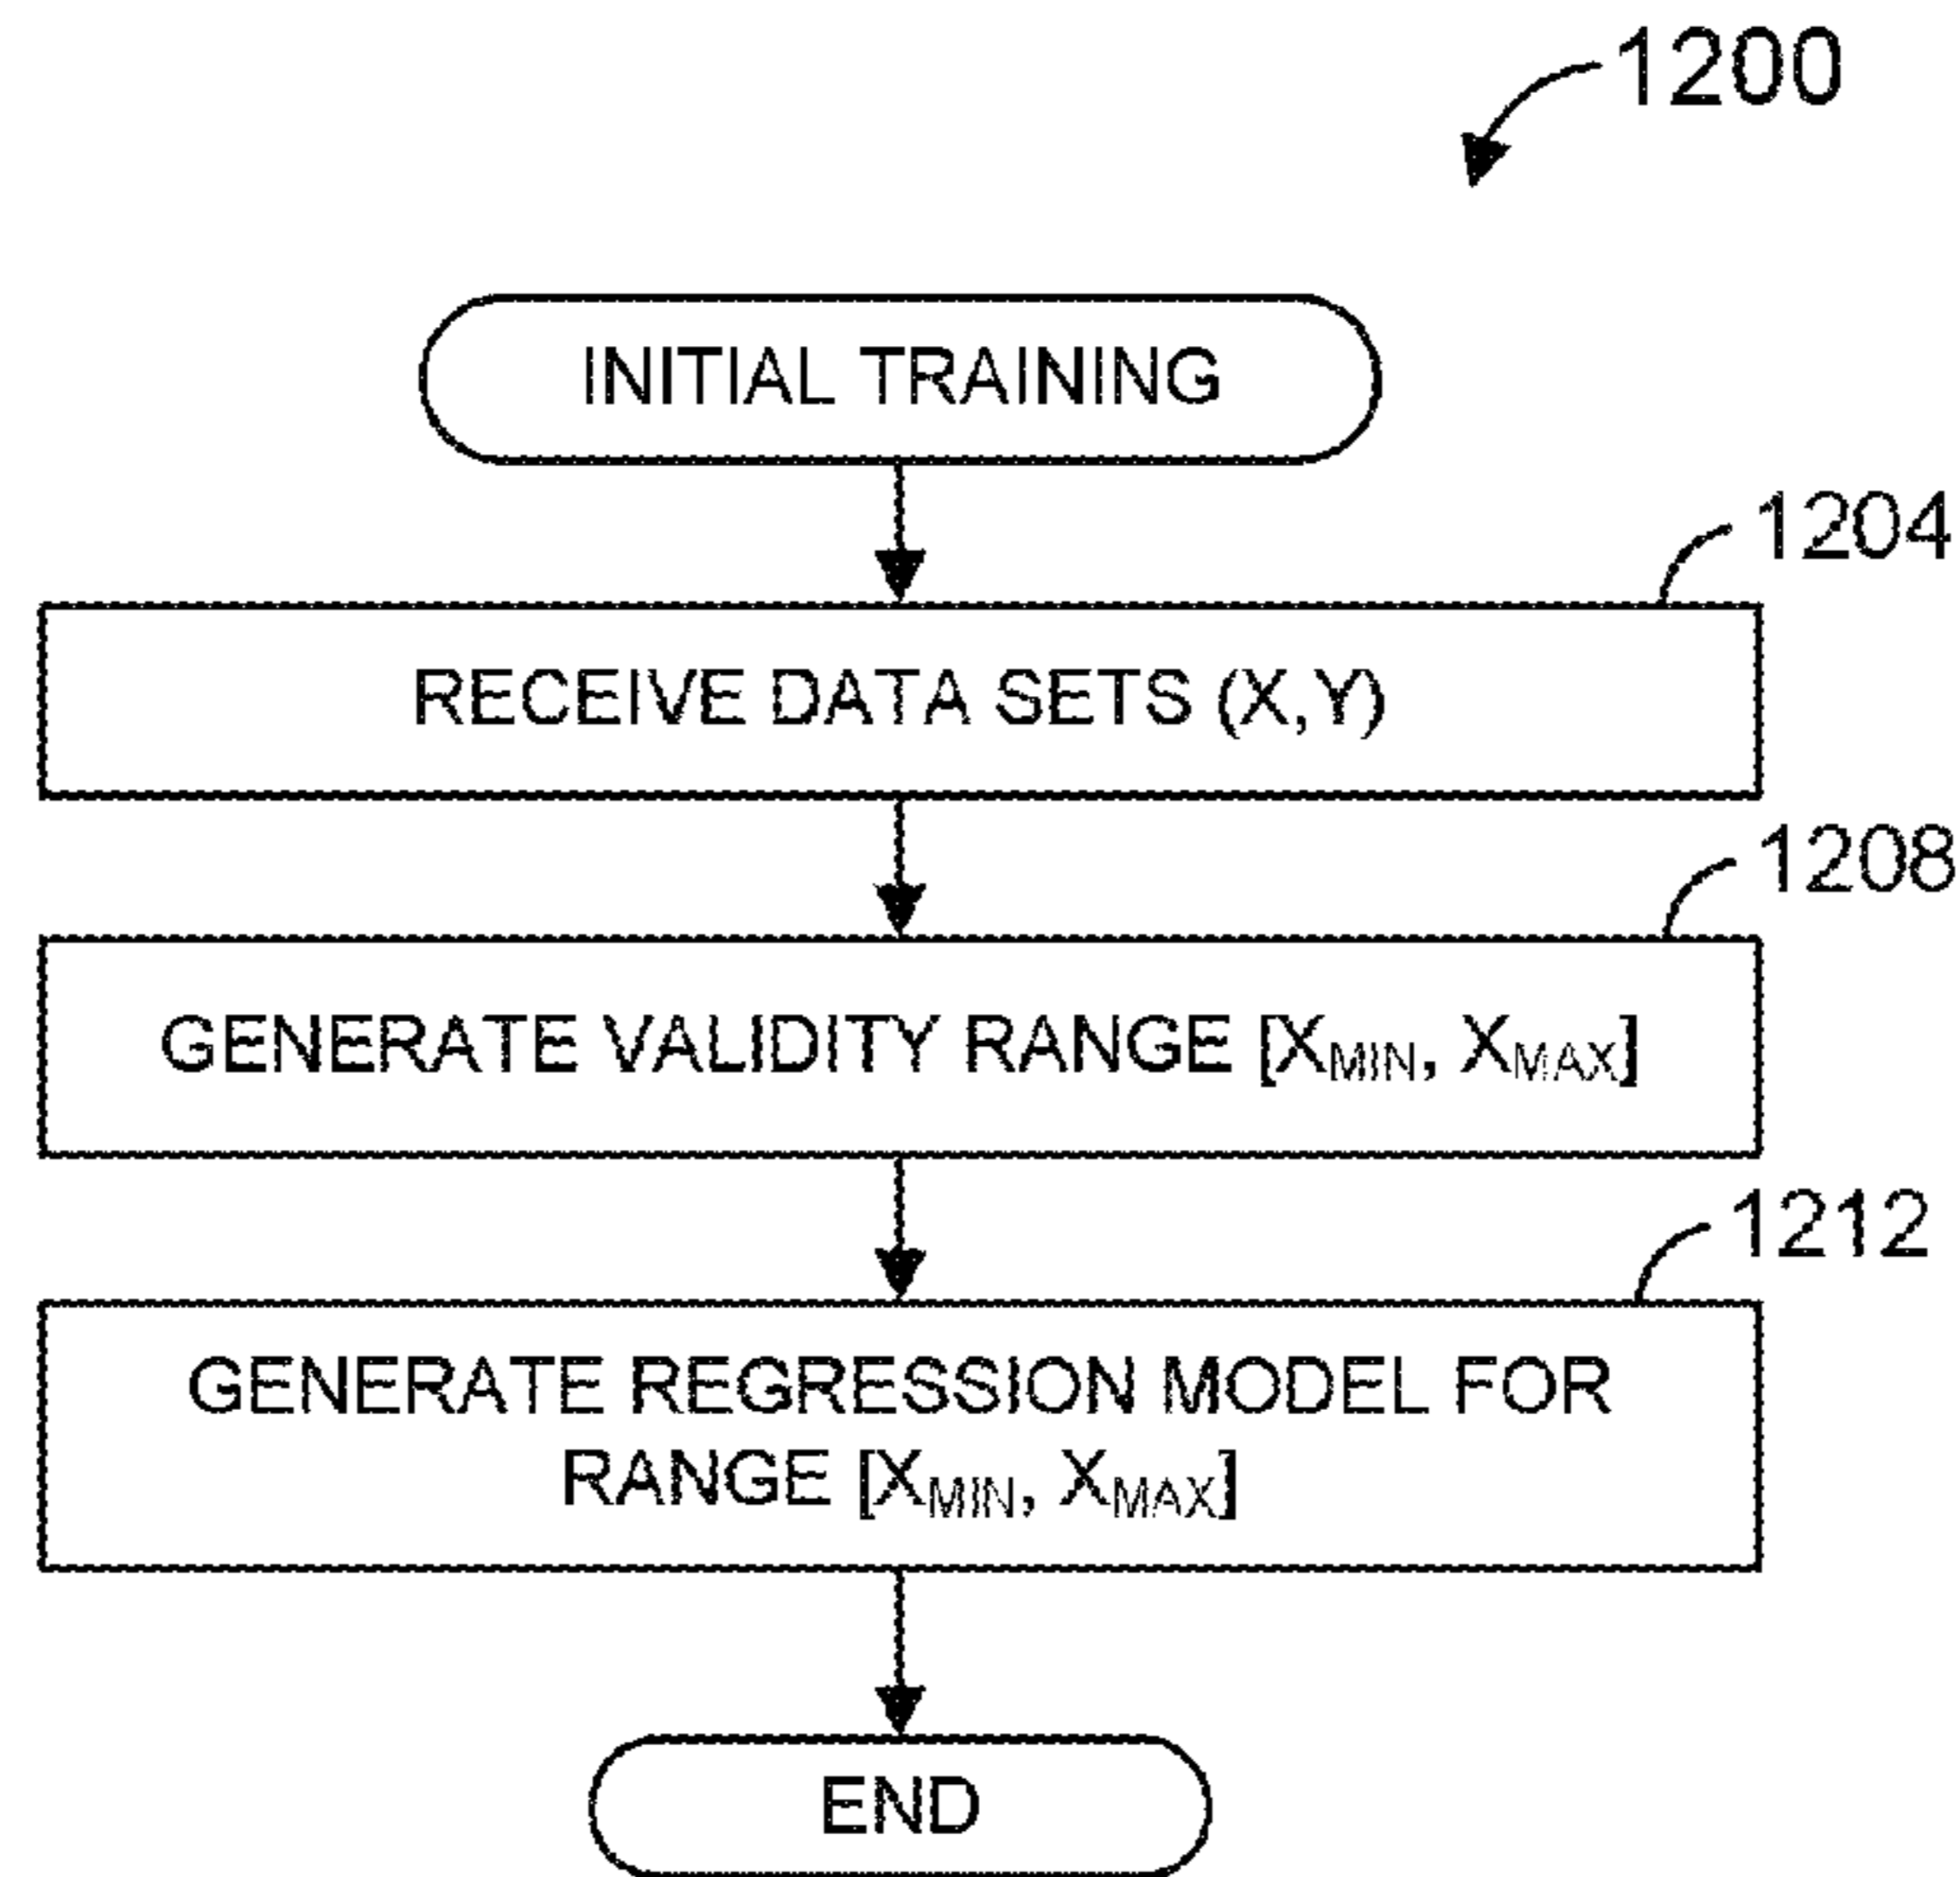 1200
INITIAL TRAINING
1204
RECEIVE DATA SETS (X,Y)
1208
GENERATE VALIDITY RANGE [XMIN, XMAX]
1212
GENERATE REGRESSION MODEL FOR
RANGE [XMIN, XMAX]
END